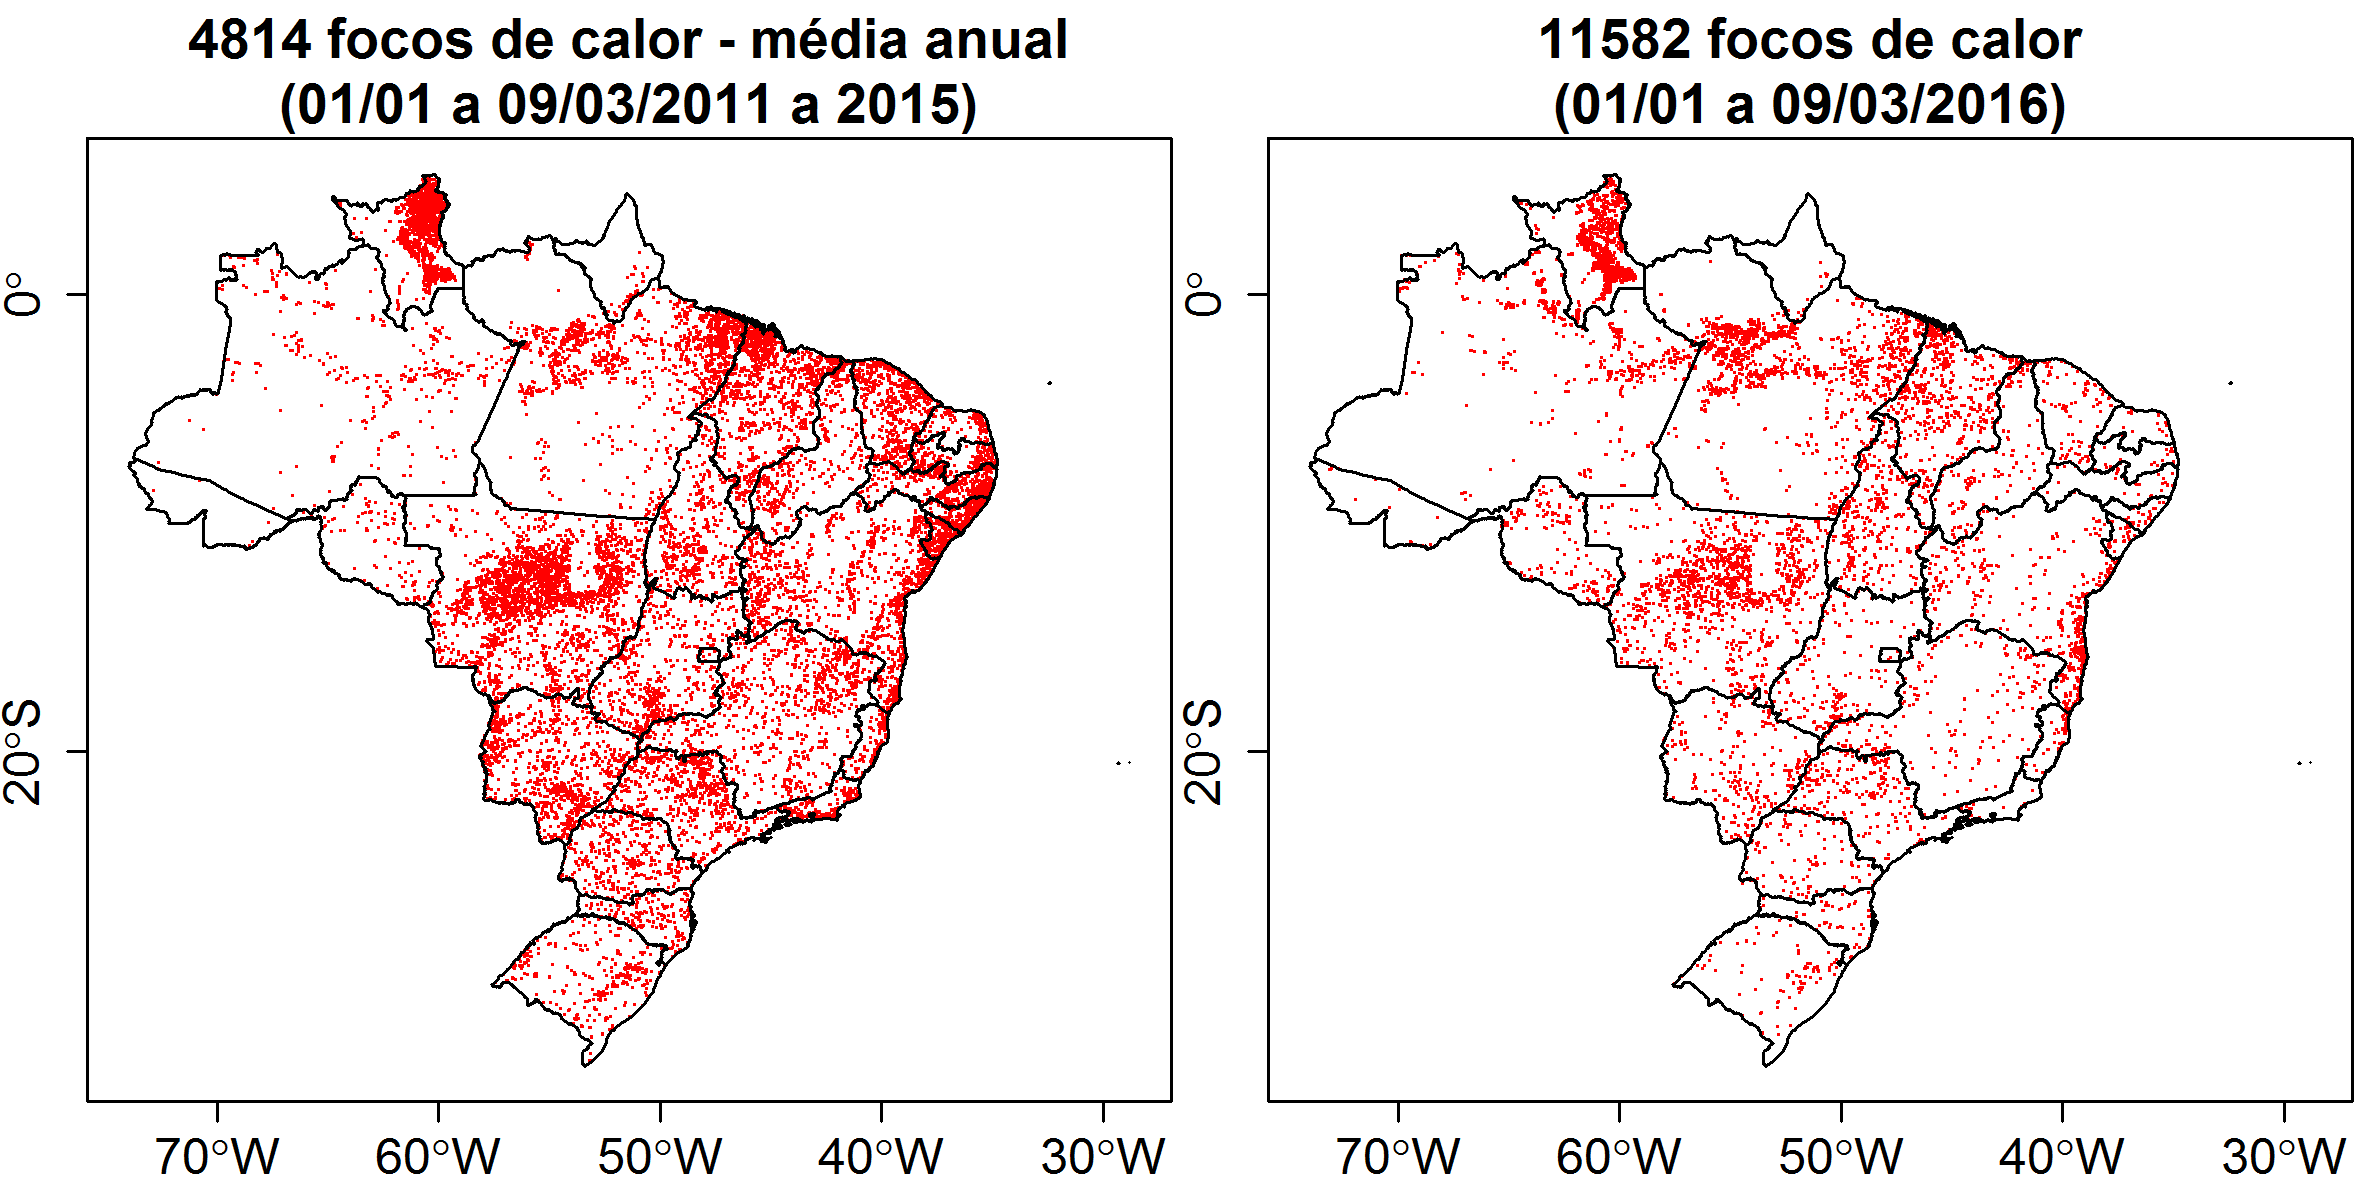 4814 focos de calor - média anual
(01/01 a 09/03/2011 a 2015)
11582 focos de calor
(01/01 a 09/03/2016)
0°
20°S
70°W 60°W 50°W 40°W 30°W
0°
20°S
70°W 60°W 50°W 40°W 30°W